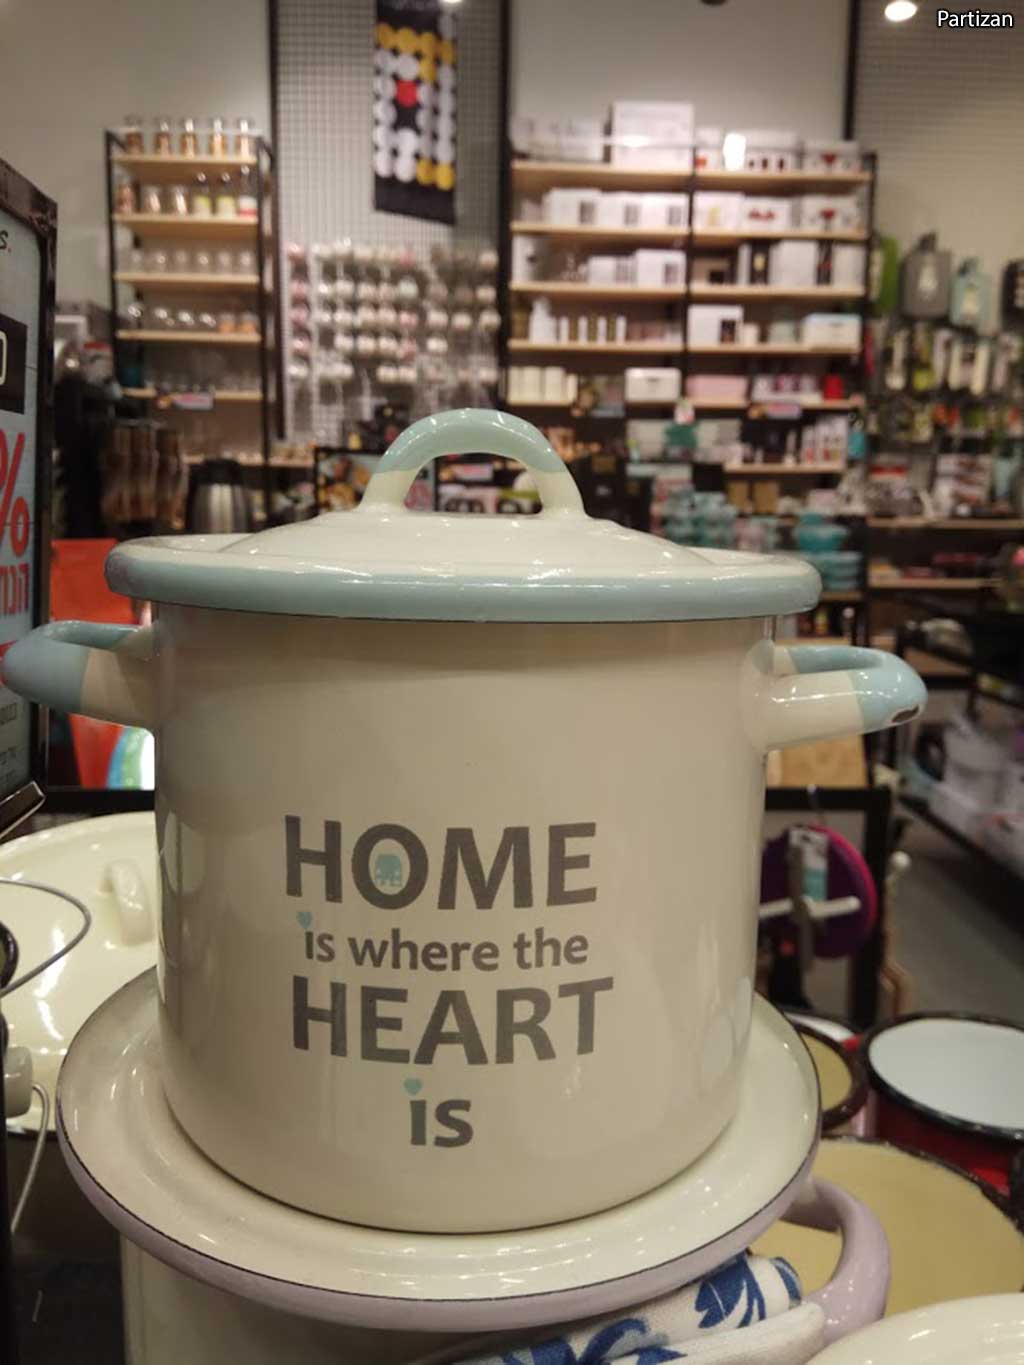 Partizan
s.
%
HOME
is where the
HEART
is